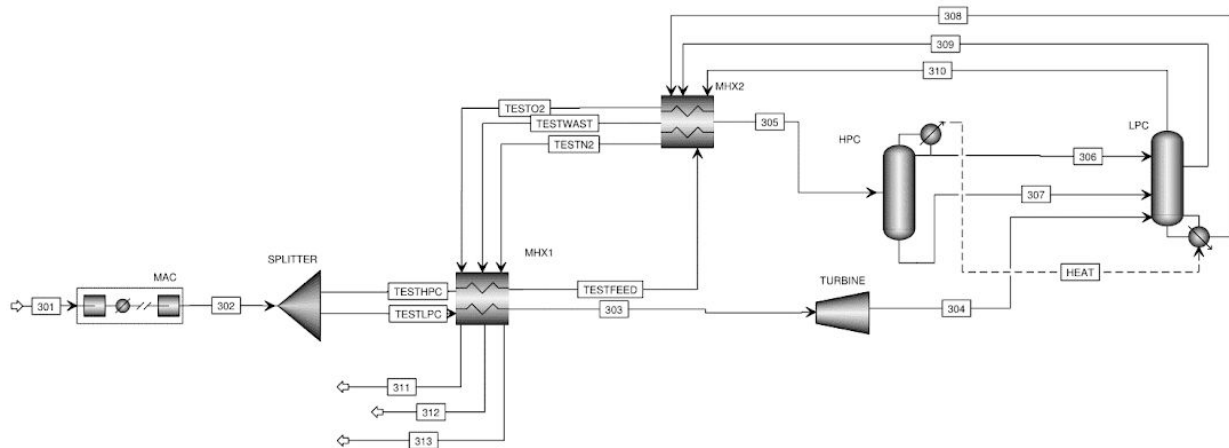 308
309
310
MHX2
TESTO2
TESTWAST
TESTN2
305
HPC
LPC
306
307
MHX1
SPLITTER
MAC
301
302
TESTHPC
TESTLPC
TESTFEED
303
TURBINE
304
HEAT
311
312
313